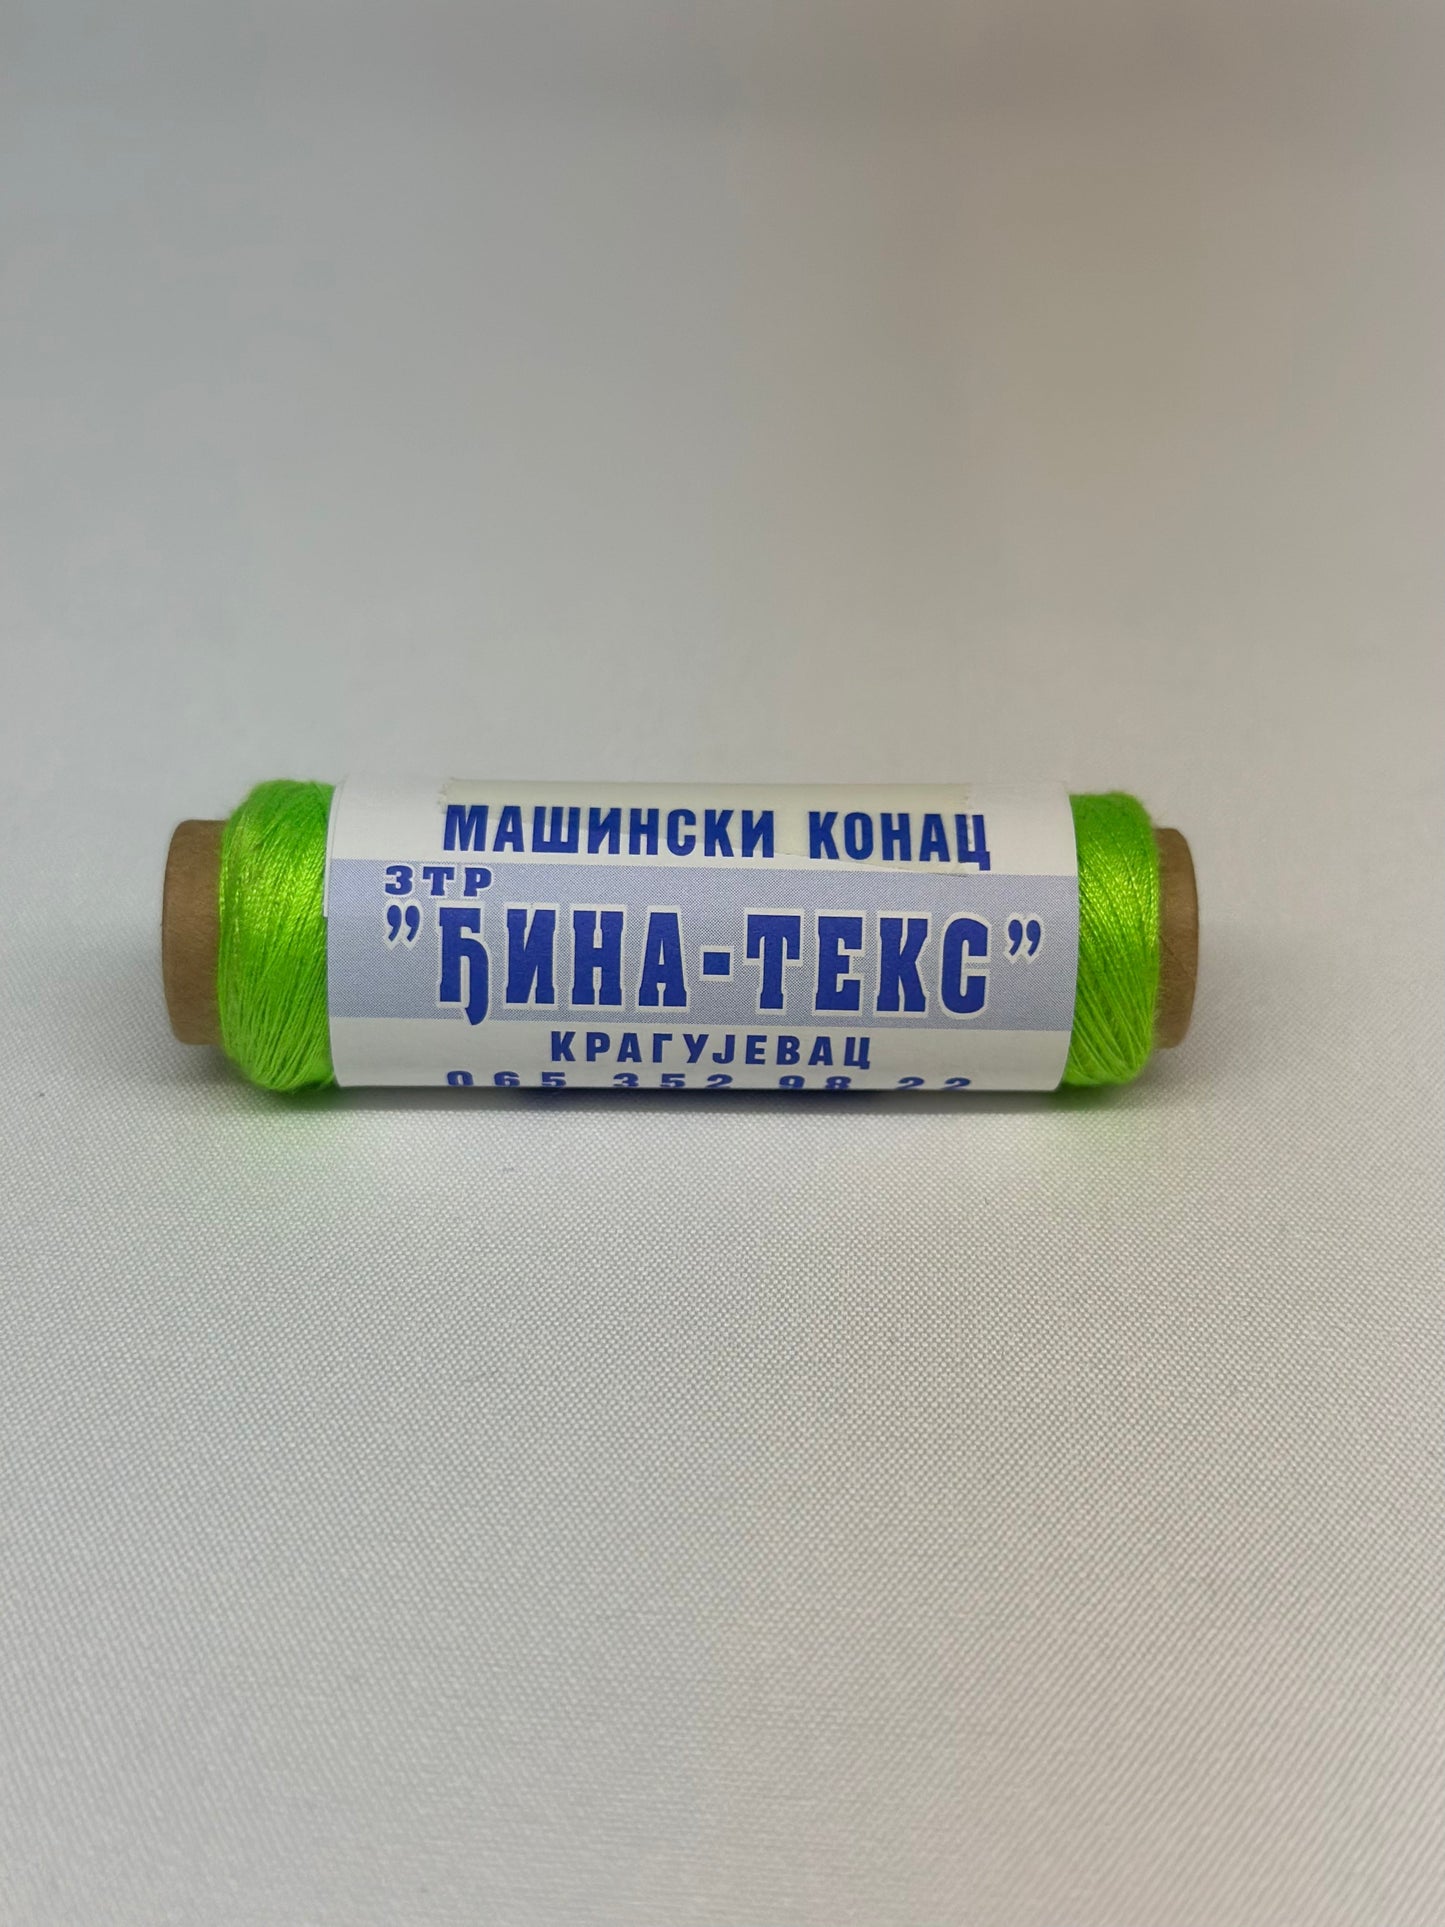 МАШИНСКИ КОНАЦ
ЗТР
"ЂИНА-ТЕКС"
КРАГУЈЕВАЦ
065 352 98 22